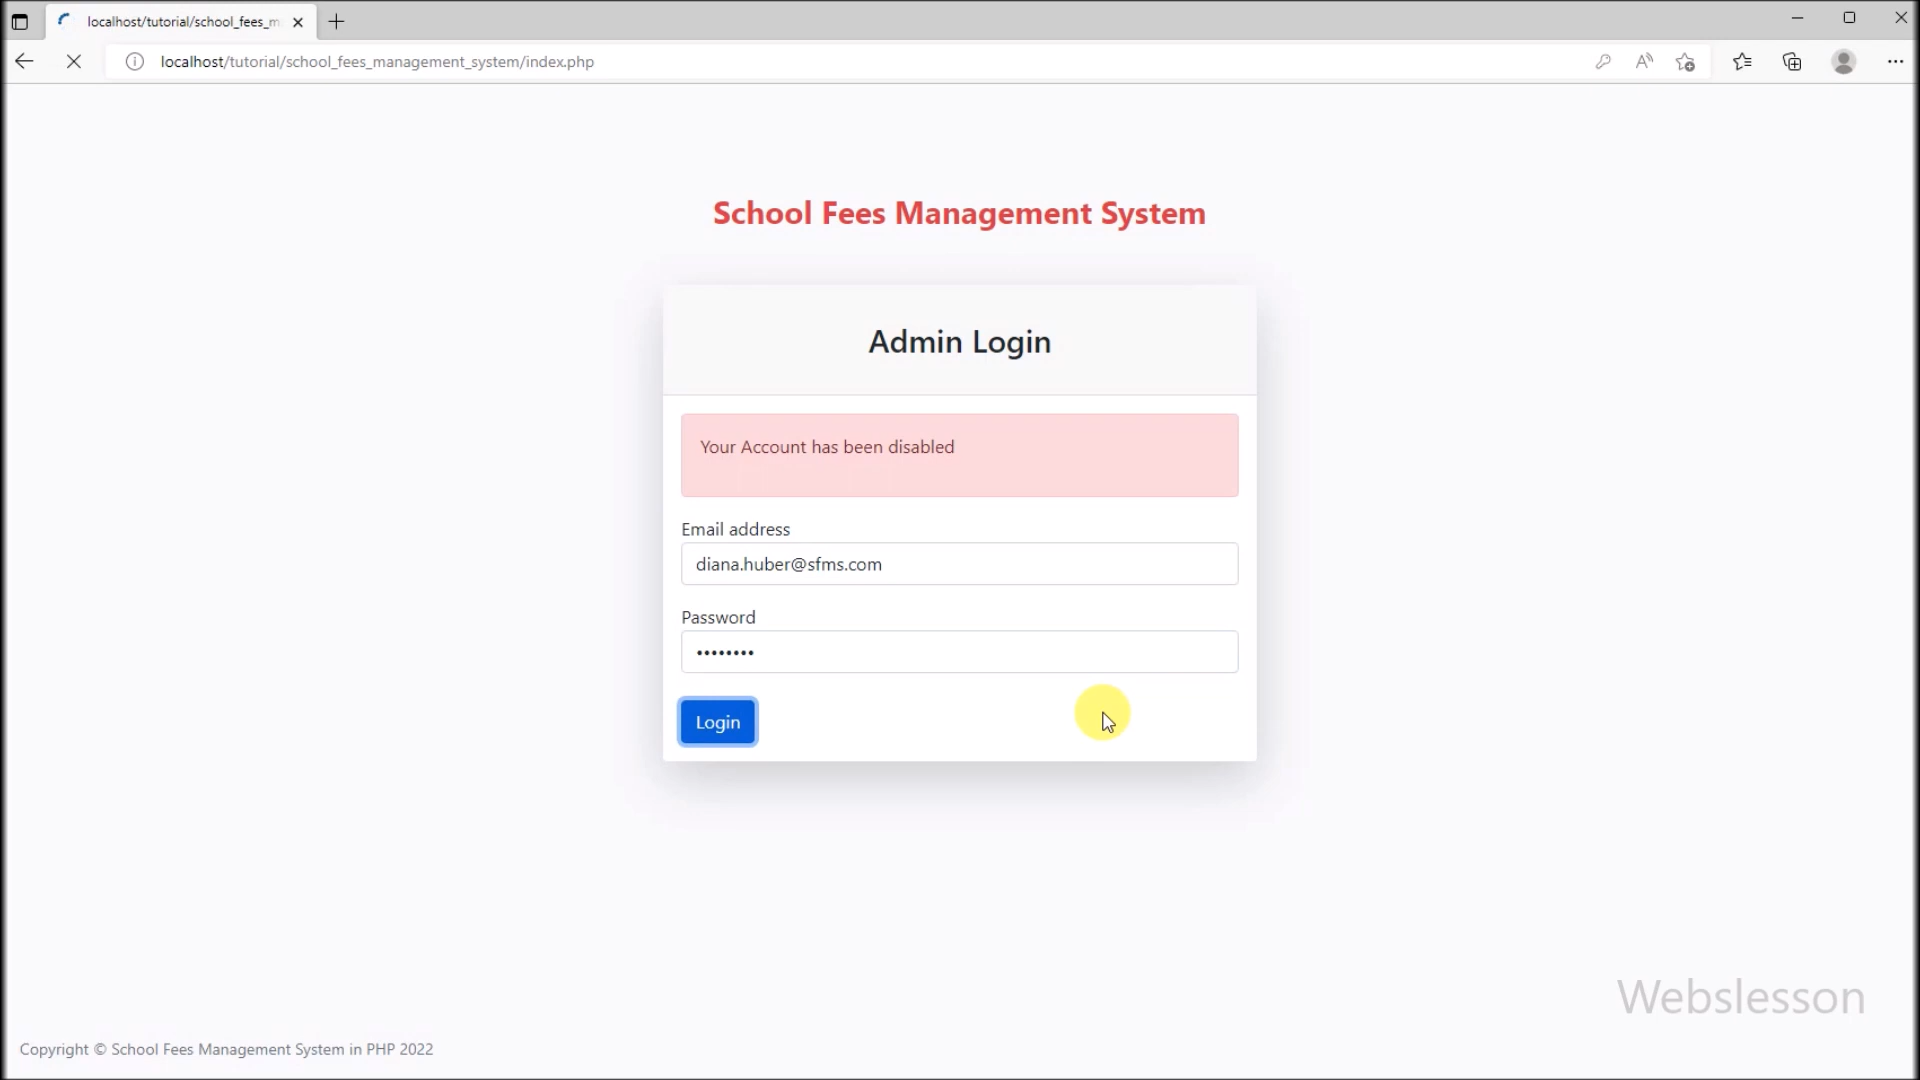 localhost/tutorial/school_fees_m
localhost/tutorial/school_fees_management_system/index.php
School Fees Management System
Admin Login
Your Account has been disabled
Email address
diana.huber@sfms.com
Password
••••••••
Login
Webslesson
Copyright © School Fees Management System in PHP 2022